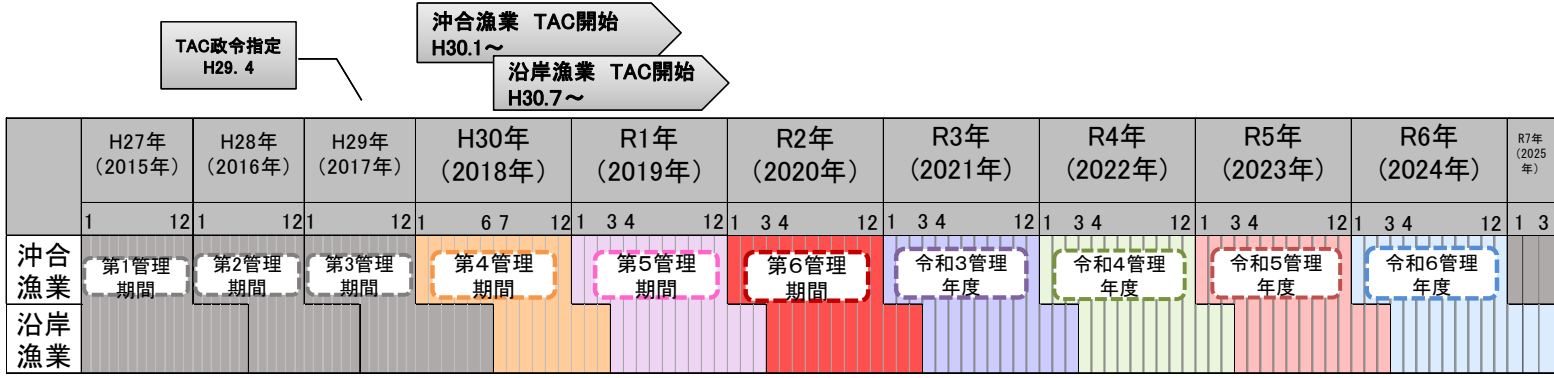 沖合漁業 TAC開始
H30.1～
TAC政令指定
H29. 4
沿岸漁業 TAC開始
H30.7～
H27年
（2015年）
H28年
（2016年）
H29年
（2017年）
H30年
（2018年）
R1年
（2019年）
R2年
（2020年）
R3年
（2021年）
R4年
（2022年）
R5年
（2023年）
R6年
（2024年）
R7年
（2025
年）
1 12 1 12 1 12 1 6 7 12 1 3 4 12 1 3 4 12 1 3 4 12 1 3 4 12 1 3 4 12 1 3 4 12 1 3
沖合
漁業
第1管理
期間
第2管理
期間
第3管理
期間
第4管理
期間
第5管理
期間
第6管理
期間
令和3管理
年度
令和4管理
年度
令和5管理
年度
令和6管理
年度
沿岸
漁業